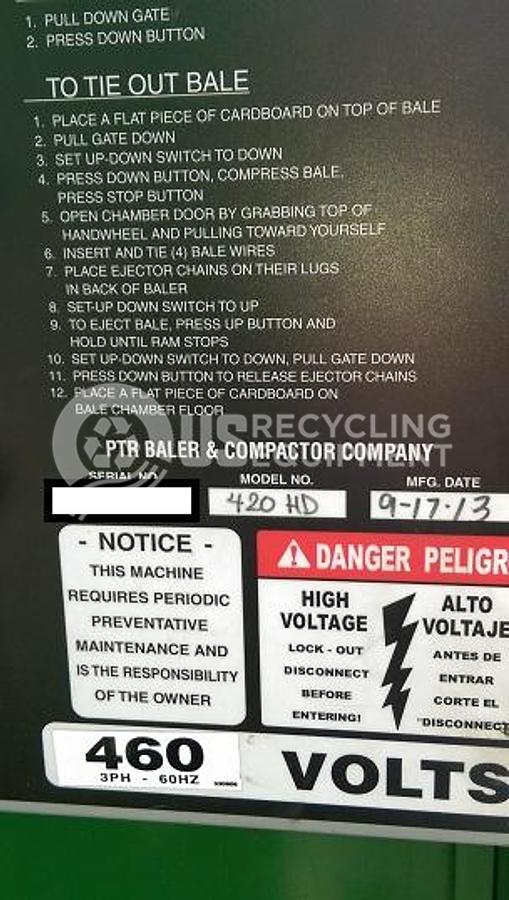 1. PULL DOWN GATE
2. PRESS DOWN BUTTON
TO TIE OUT BALE
1. PLACE A FLAT PIECE OF CARDBOARD ON TOP OF BALE
2. PULL GATE DOWN
3. SET UP-DOWN SWITCH TO DOWN
4. PRESS DOWN BUTTON, COMPRESS BALE,
PRESS STOP BUTTON
5. OPEN CHAMBER DOOR BY GRABBING TOP OF
HANDWHEEL AND PULLING TOWARD YOURSELF
6. INSERT AND TIE (4) BALE WIRES
7. PLACE EJECTOR CHAINS ON THEIR LUGS
IN BACK OF BALER
8. SET-UP DOWN SWITCH TO UP
9. TO EJECT BALE, PRESS UP BUTTON AND
HOLD UNTIL RAM STOPS
10. SET UP-DOWN SWITCH TO DOWN, PULL GATE DOWN
11. PRESS DOWN BUTTON TO RELEASE EJECTOR CHAINS
12. PLACE A FLAT PIECE OF CARDBOARD ON
BALE CHAMBER FLOOR
US RECYCLING
EQUIPMENT
PTR BALER & COMPACTOR COMPANY
SERIAL NO.
MODEL NO.
MFG. DATE
420 HD
9-17-13
- NOTICE -
THIS MACHINE
REQUIRES PERIODIC
PREVENTATIVE
MAINTENANCE AND
IS THE RESPONSIBILITY
OF THE OWNER
DANGER PELIGR
HIGH
VOLTAGE
LOCK - OUT
DISCONNECT
BEFORE
ENTERING!
ALTO
VOLTAJE
ANTES DE
ENTRAR
CORTE EL
"DISCONNECT
460
3PH - 60HZ
VOLTS